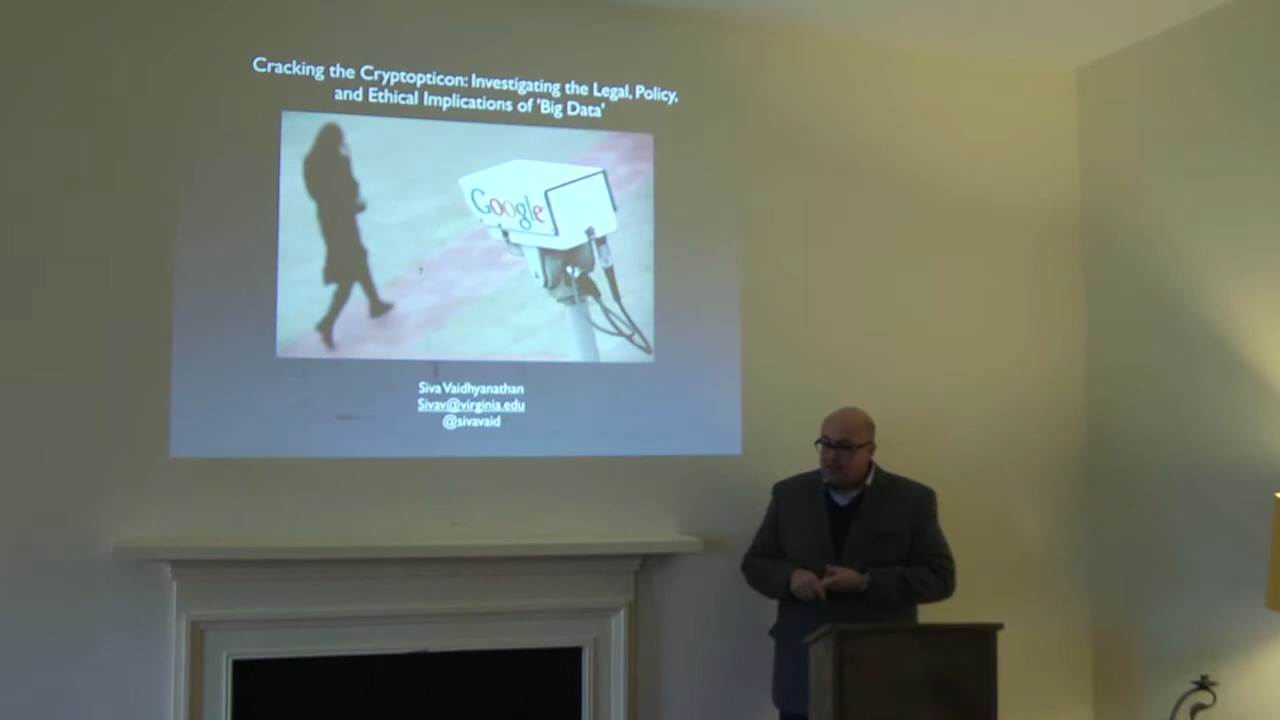 Cracking the Cryptopticon: Investigating the Legal, Policy,
and Ethical Implications of 'Big Data'
Google
Siva Vaidhyanathan
Sivav@virginia.edu
@sivavaid